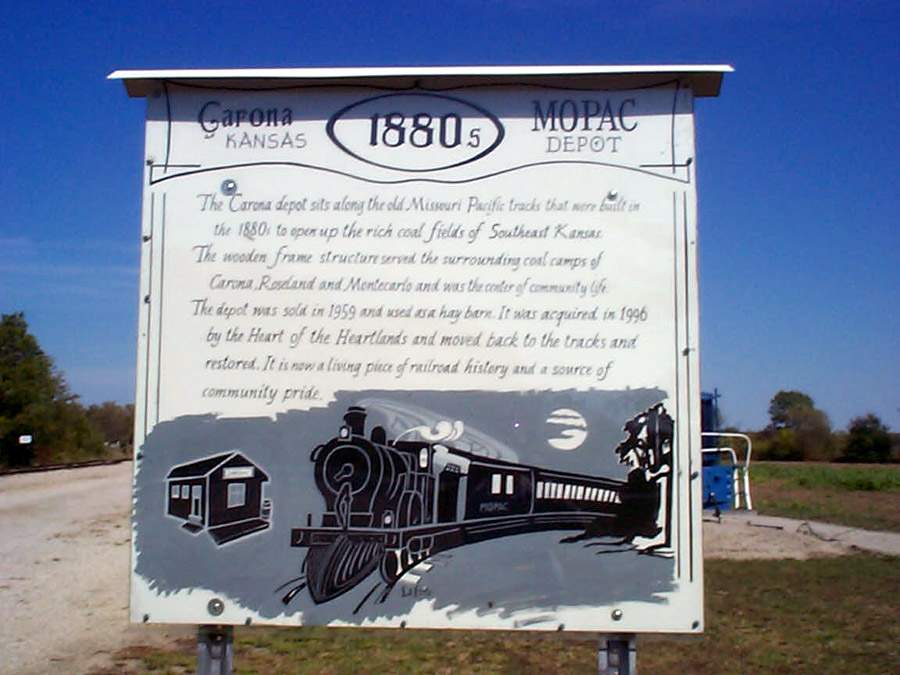 Carona 1880s MOPAC
KANSAS DEPOT
The Carona depot sits along the old Missouri Pacific tracks that were built in
the 1880s to open up the rich coal fields of Southeast Kansas.
The wooden frame structure served the surrounding coal camps of
Carona, Roseland and Montecarlo and was the center of community life.
The depot was sold in 1959 and used as a hay barn. It was acquired in 1996
by the Heart of the Heartlands and moved back to the tracks and
restored. It is now a living piece of railroad history and a source of
community pride.
MOPAC